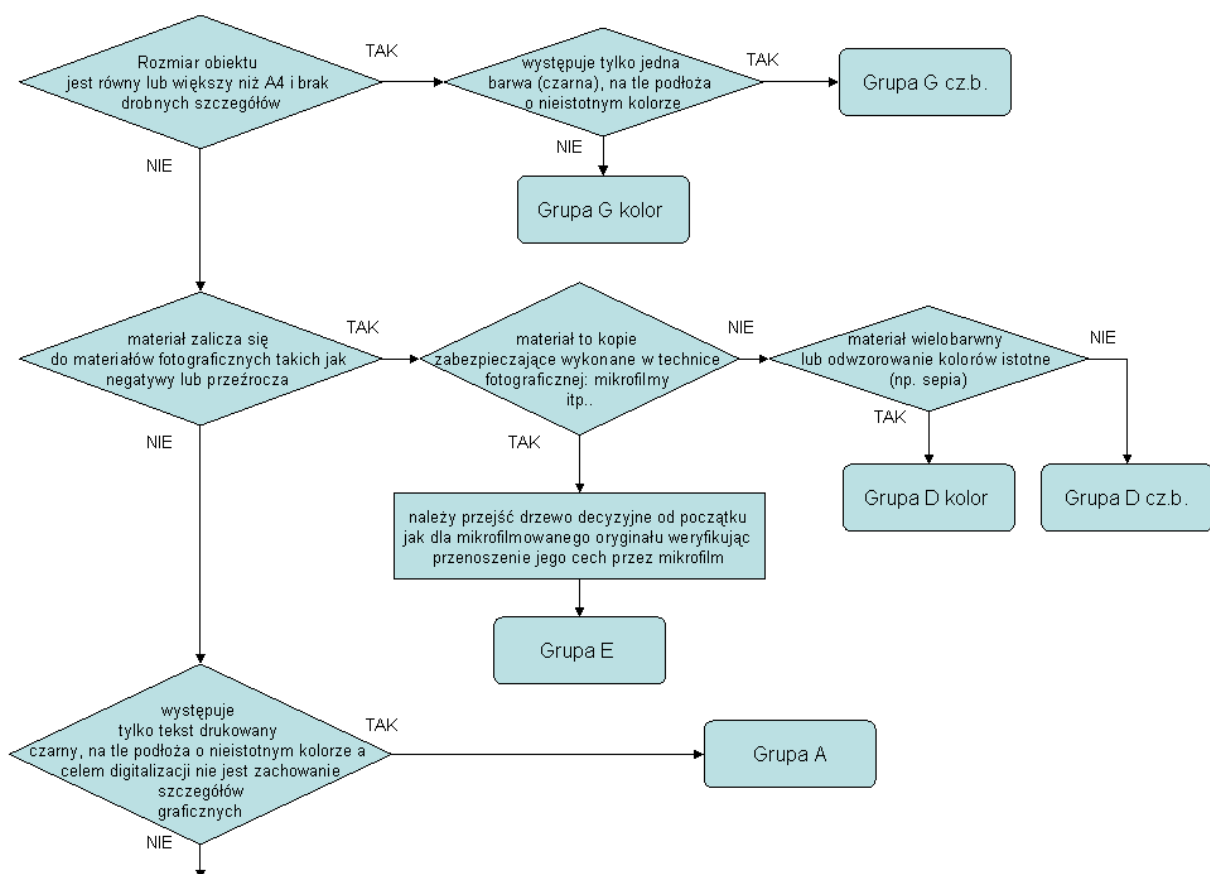 Rozmiar obiektu
jest równy lub większy niż A4 i brak
drobnych szczegółów
TAK
występuje tylko jedna
barwa (czarna), na tle podłoża
o nieistotnym kolorze
TAK
Grupa G cz.b.
NIE
NIE
Grupa G kolor
materiał zalicza się
do materiałów fotograficznych takich jak
negatywy lub przeźrocza
TAK
materiał to kopie
zabezpieczające wykonane w technice
fotograficznej: mikrofilmy
itp..
NIE
materiał wielobarwny
lub odwzorowanie kolorów istotne
(np. sepia)
NIE
NIE
TAK
TAK
Grupa D kolor
Grupa D cz.b.
należy przejść drzewo decyzyjne od początku
jak dla mikrofilmowanego oryginału weryfikując
przenoszenie jego cech przez mikrofilm
Grupa E
występuje
tylko tekst drukowany
czarny, na tle podłoża o nieistotnym kolorze a
celem digitalizacji nie jest zachowanie
szczegółów
graficznych
TAK
Grupa A
NIE